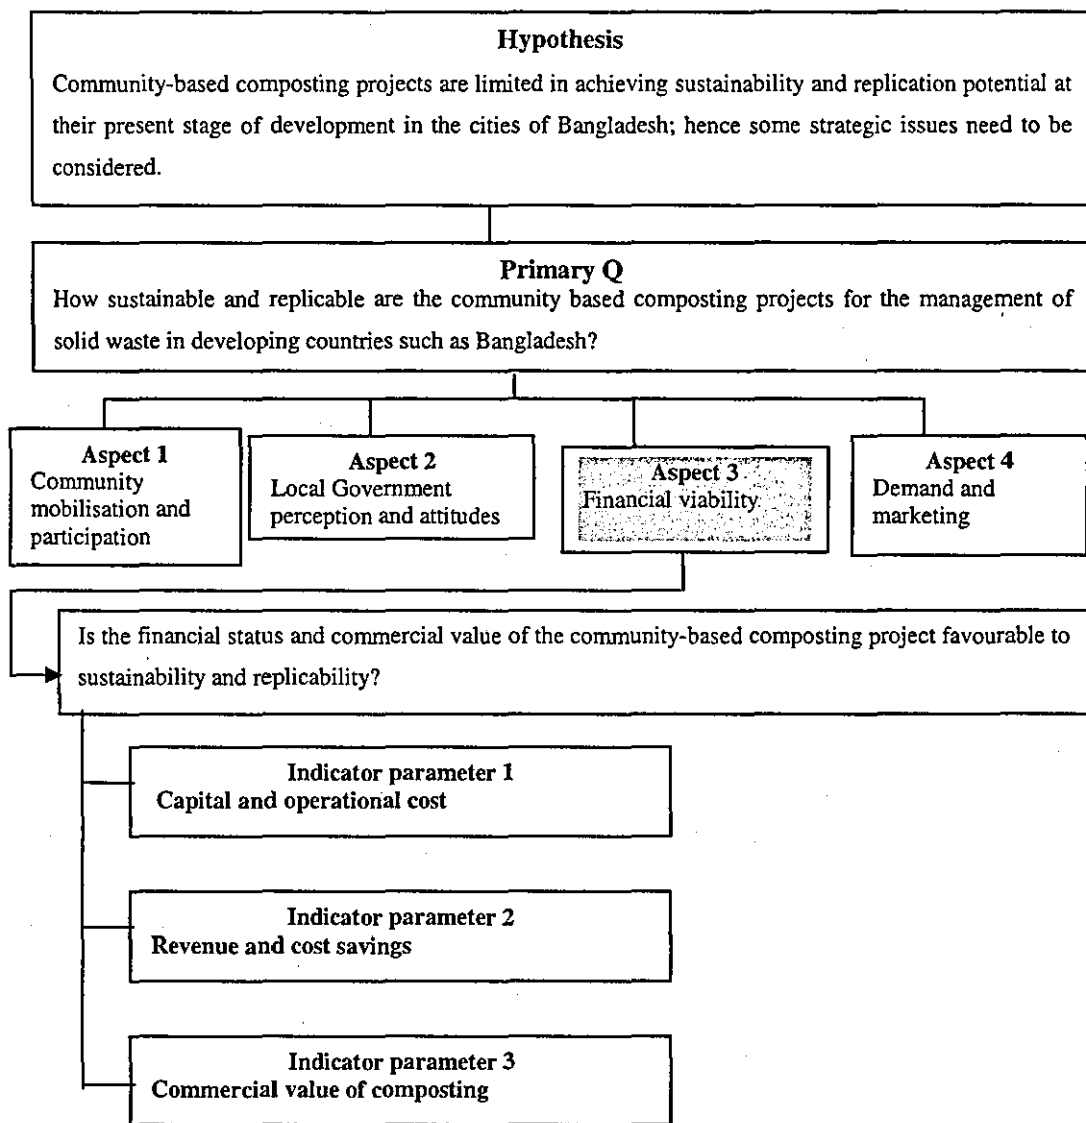 Hypothesis
Community-based composting projects are limited in achieving sustainability and replication potential at
their present stage of development in the cities of Bangladesh; hence some strategic issues need to be
considered.
Primary Q
How sustainable and replicable are the community based composting projects for the management of
solid waste in developing countries such as Bangladesh?
Aspect 1
Community
mobilisation and
participation
Aspect 2
Local Government
perception and attitudes
Aspect 3
Financial viability.
Aspect 4
Demand and
marketing
Is the financial status and commercial value of the community-based composting project favourable to
sustainability and replicability?
Indicator parameter 1
Capital and operational cost
Indicator parameter 2
Revenue and cost savings
Indicator parameter 3
Commercial value of composting